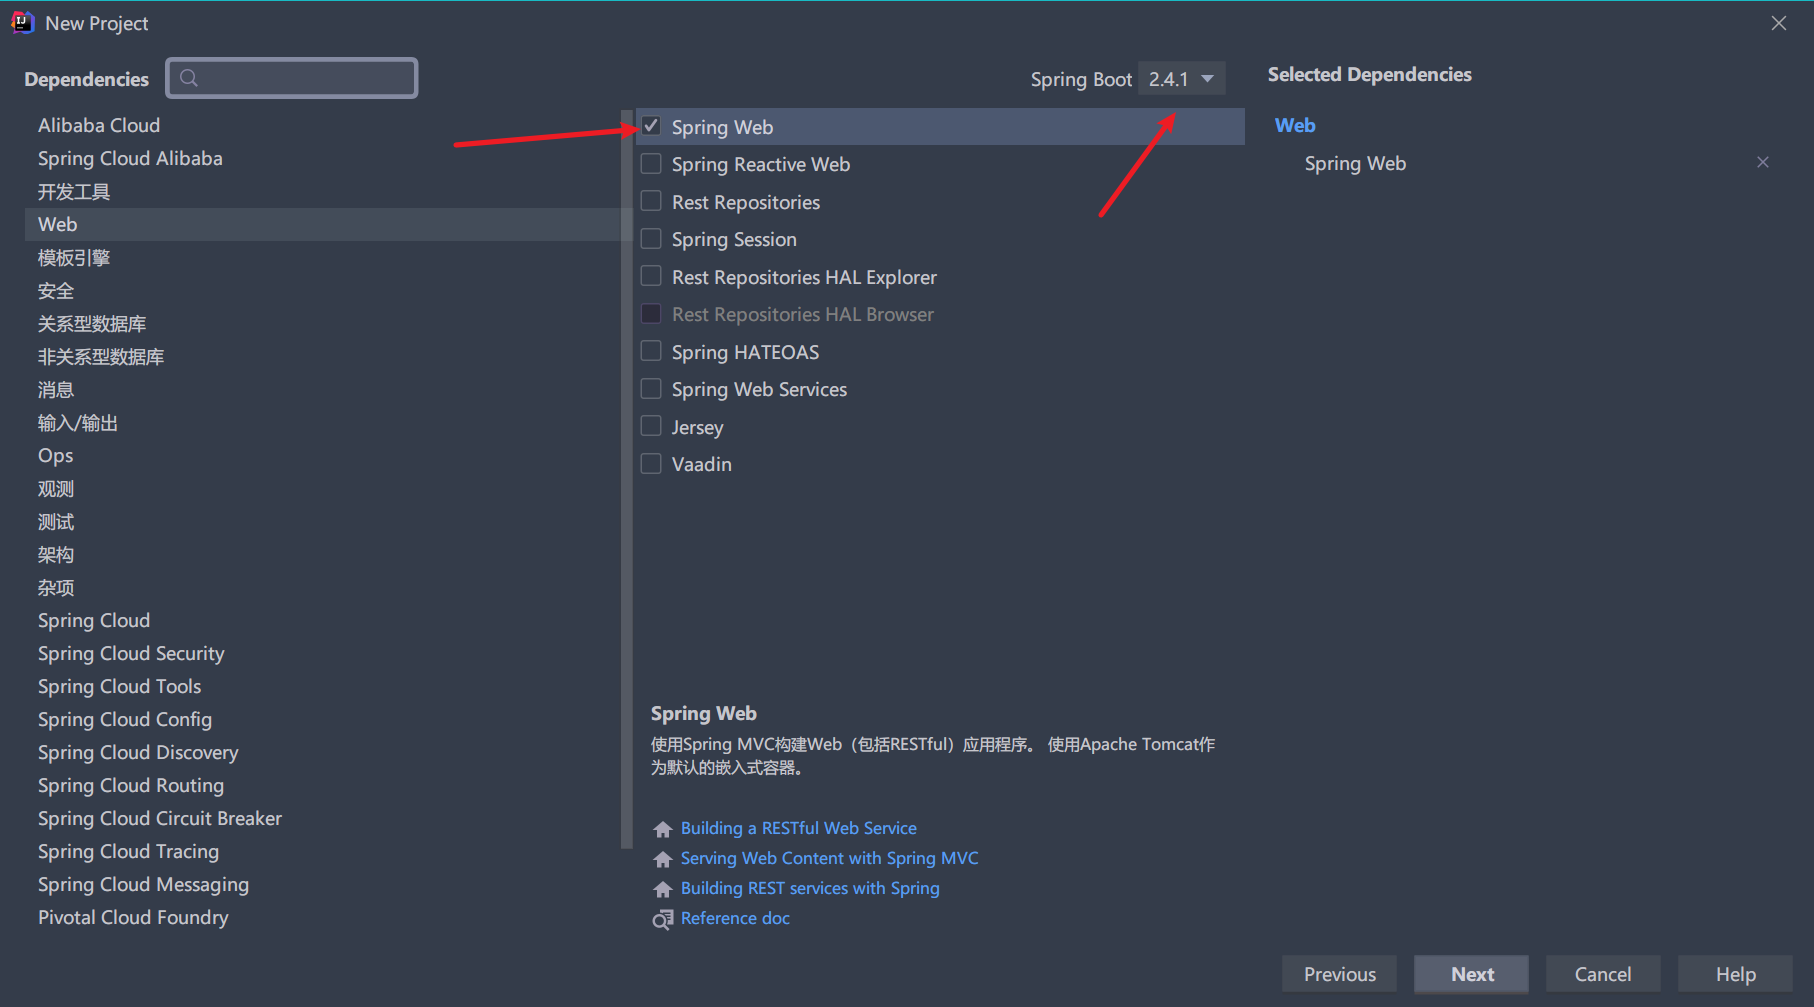 New Project
Dependencies
Spring Boot 2.4.1
Selected Dependencies
Alibaba Cloud
Spring Cloud Alibaba
开发工具
Web
模板引擎
安全
关系型数据库
非关系型数据库
消息
输入/输出
Ops
观测
测试
架构
杂项
Spring Cloud
Spring Cloud Security
Spring Cloud Tools
Spring Cloud Config
Spring Cloud Discovery
Spring Cloud Routing
Spring Cloud Circuit Breaker
Spring Cloud Tracing
Spring Cloud Messaging
Pivotal Cloud Foundry
Spring Web
Spring Reactive Web
Rest Repositories
Spring Session
Rest Repositories HAL Explorer
Rest Repositories HAL Browser
Spring HATEOAS
Spring Web Services
Jersey
Vaadin
Spring Web
使用Spring MVC构建Web（包括RESTful）应用程序。 使用Apache Tomcat作
为默认的嵌入式容器。
Building a RESTful Web Service
Serving Web Content with Spring MVC
Building REST services with Spring
Reference doc
Web
Spring Web
Previous
Next
Cancel
Help